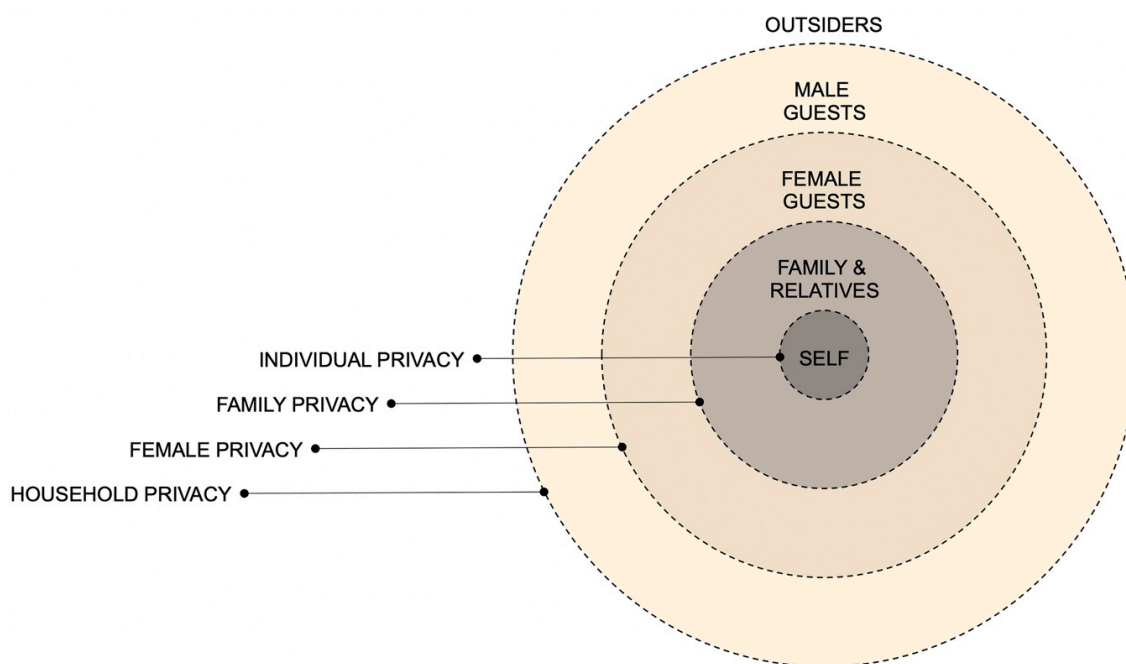 OUTSIDERS
MALE
GUESTS
FEMALE
GUESTS
FAMILY &
RELATIVES
SELF
INDIVIDUAL PRIVACY
FAMILY PRIVACY
FEMALE PRIVACY
HOUSEHOLD PRIVACY